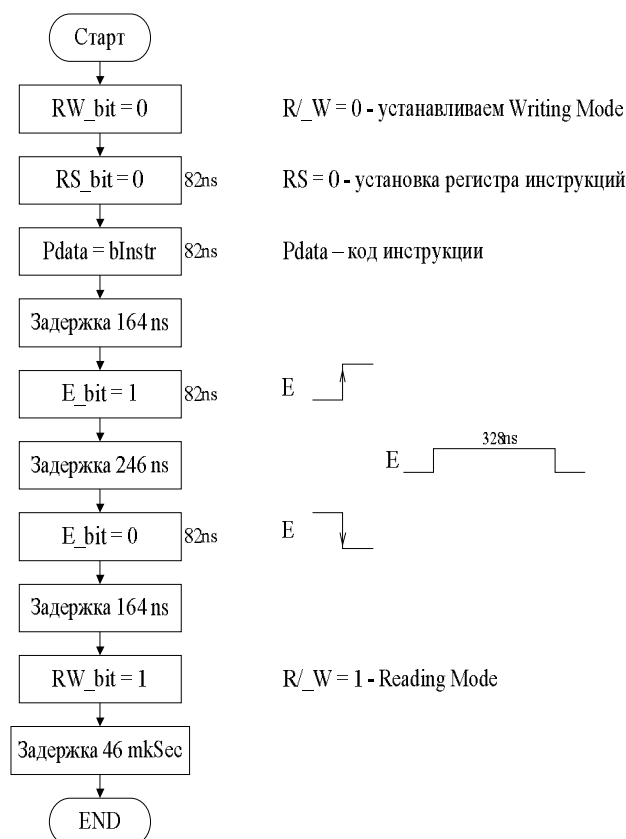 Старт
RW_bit = 0 R/_W = 0 - устанавливаем Writing Mode
RS_bit = 0 82ns RS = 0 - установка регистра инструкций
Pdata = bInstr 82ns Pdata – код инструкции
Задержка 164 ns
E_bit = 1 82ns E
328ns
Задержка 246 ns E
E_bit = 0 82ns E
Задержка 164 ns
RW_bit = 1 R/_W = 1 - Reading Mode
Задержка 46 mkSec
END